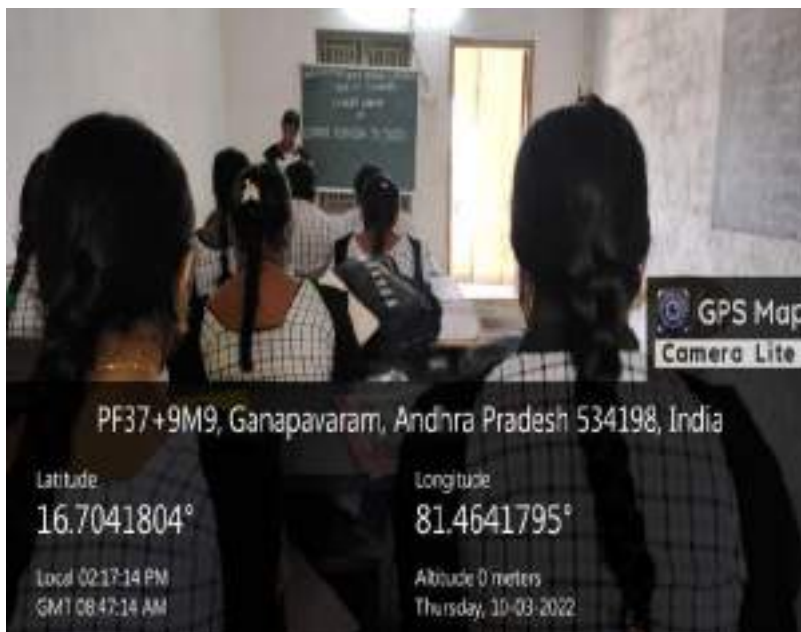 GPS Map
Camera Lite
PF37+9M9, Ganapavaram, Andhra Pradesh 534198, India
Latitude
16.7041804°
Longitude
81.4641795°
Local 02:17:14 PM
GMT 08:47:14 AM
Altitude 0 meters
Thursday, 10-03-2022